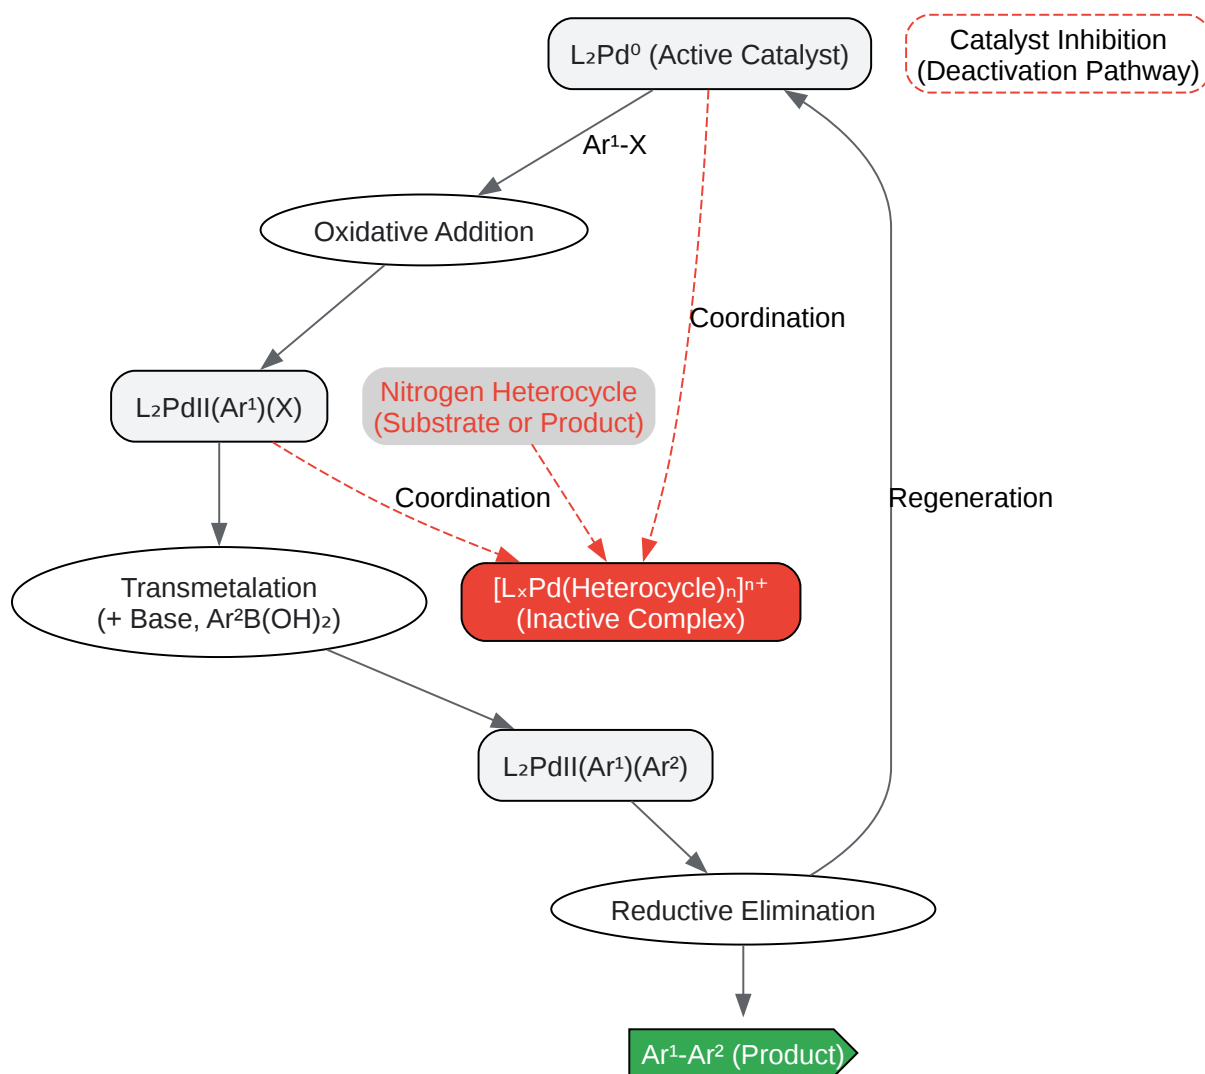 L₂Pd⁰ (Active Catalyst)
Catalyst Inhibition
(Deactivation Pathway)
Ar¹-X
Oxidative Addition
Coordination
L₂PdII(Ar¹)(X)
Nitrogen Heterocycle
(Substrate or Product)
Coordination
Regeneration
Transmetalation
(+ Base, Ar²B(OH)₂)
[LₓPd(Heterocycle)ₙ]ⁿ⁺
(Inactive Complex)
L₂PdII(Ar¹)(Ar²)
Reductive Elimination
Ar¹-Ar² (Product)